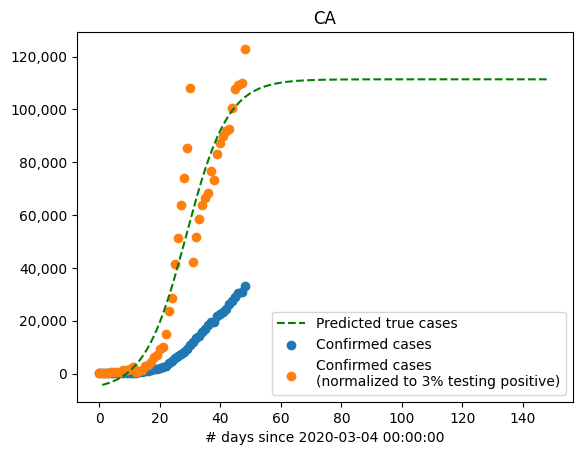 CA
120,000
100,000
80,000
60,000
40,000
20,000
0
Predicted true cases
Confirmed cases
Confirmed cases
(normalized to 3% testing positive)
0 20 40 60 80 100 120 140
# days since 2020-03-04 00:00:00